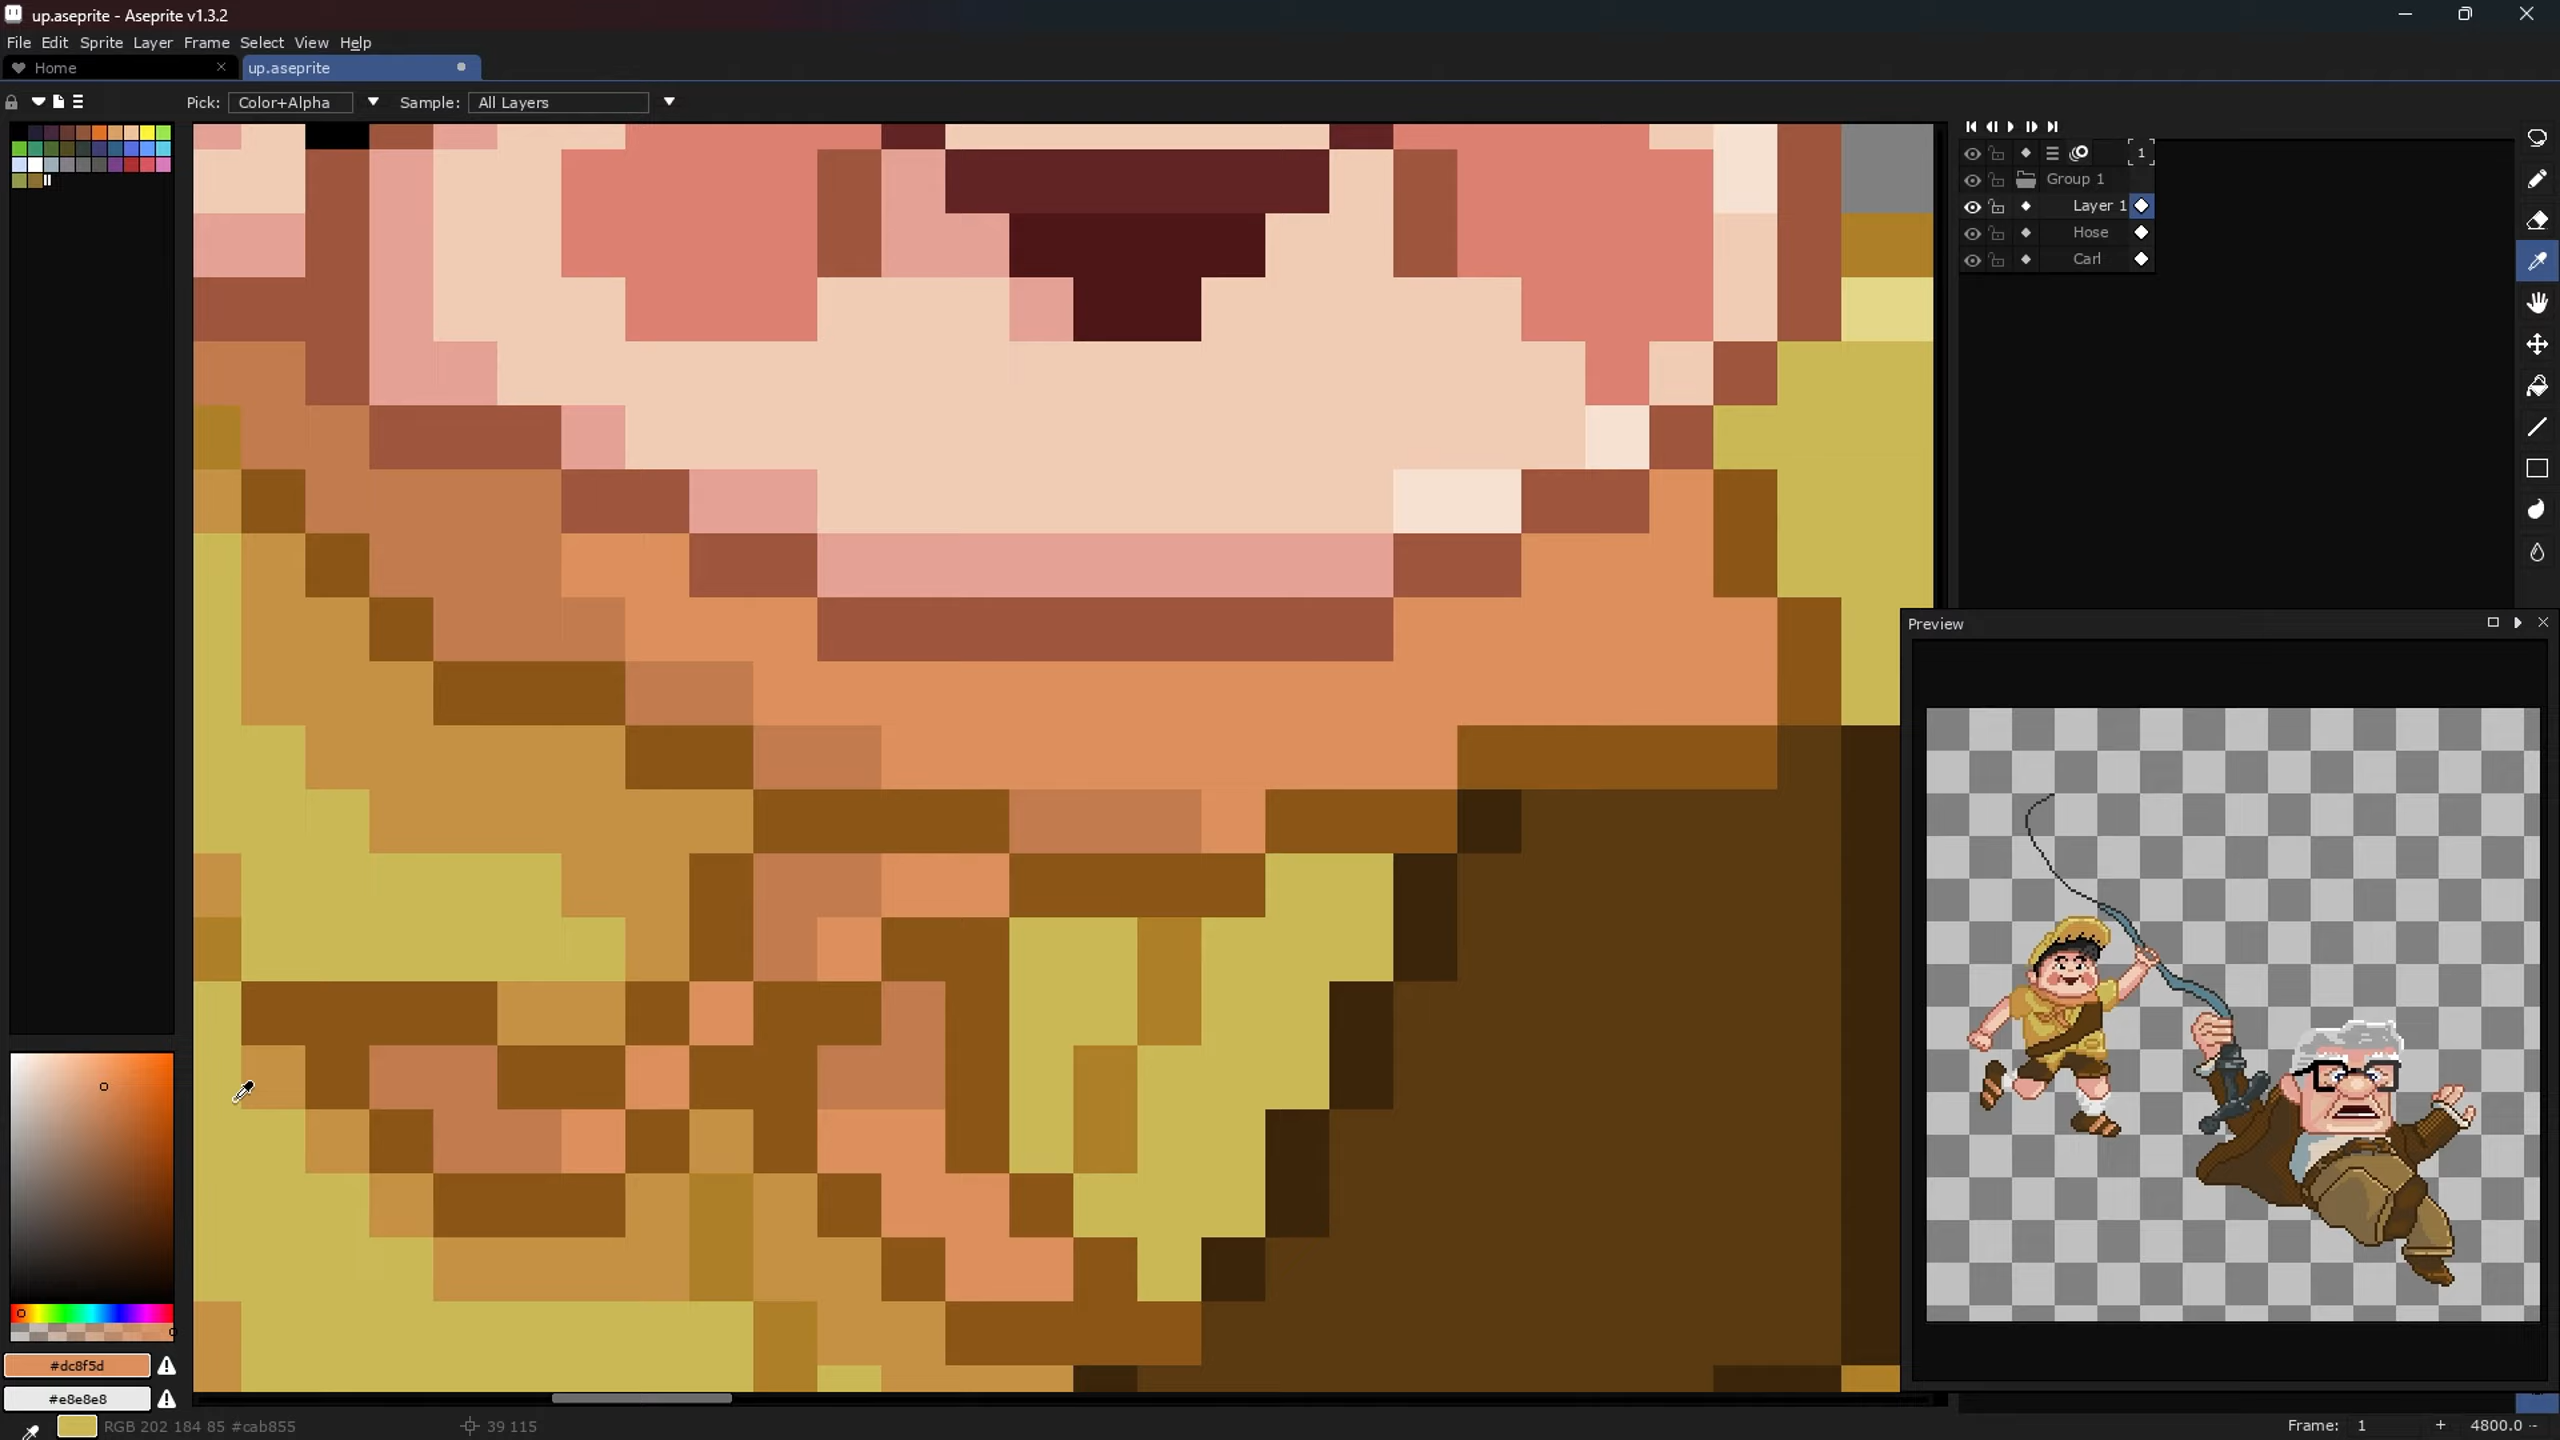 up.aseprite - Aseprite v1.3.2
File Edit Sprite Layer Frame Select View Help
Home
up.aseprite
Pick: Color+Alpha Sample: All Layers
1
Group 1
Layer 1
Hose
Carl
Preview
#dc8f5d
#e8e8e8
RGB 202 184 85 #cab855
39 115
Frame: 1 + 4800.0